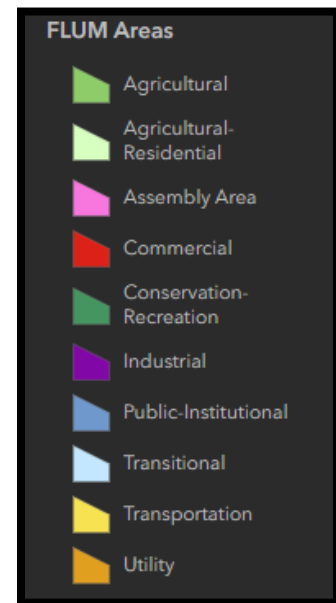 FLUM Areas
Agricultural
Agricultural-
Residential
Assembly Area
Commercial
Conservation-
Recreation
Industrial
Public-Institutional
Transitional
Transportation
Utility